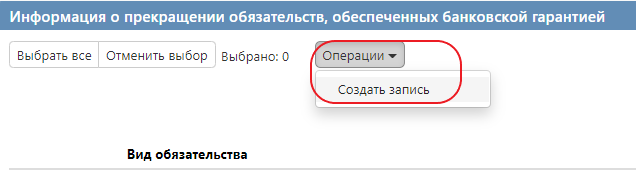 Информация о прекращении обязательств, обеспеченных банковской гарантией
Выбрать все Отменить выбор Выбрано: 0 Операции
Создать запись
Вид обязательства